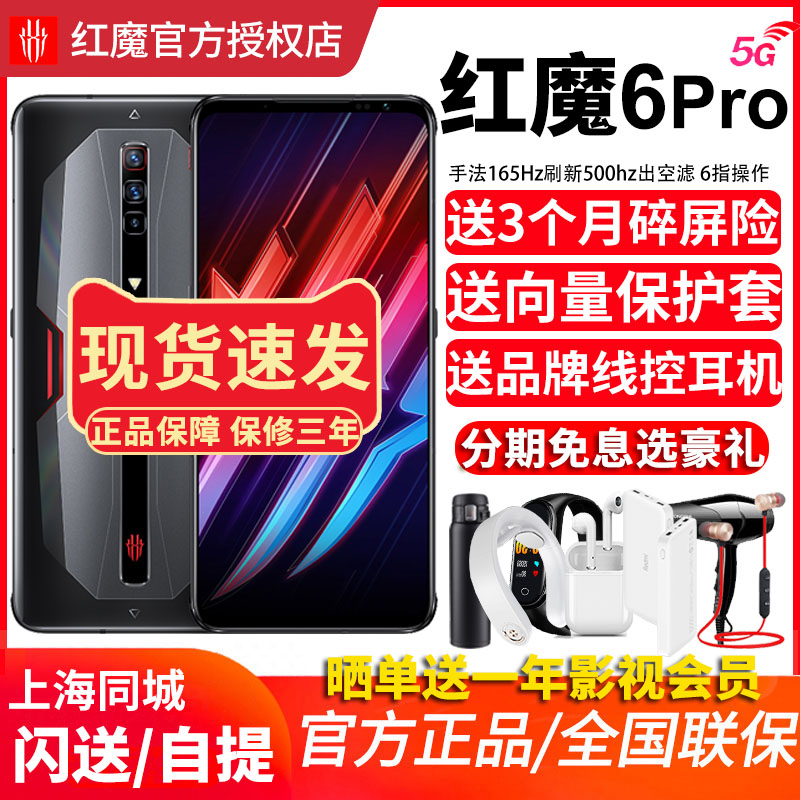 红魔官方授权店
5G
红魔6Pro
手法165Hz刷新500hz出空滤 6指操作
送3个月碎屏险
送向量保护套
送品牌线控耳机
分期免息选豪礼
现货速发
正品保障 保修三年
晒单送一年影视会员
上海同城
闪送/自提
官方正品/全国联保